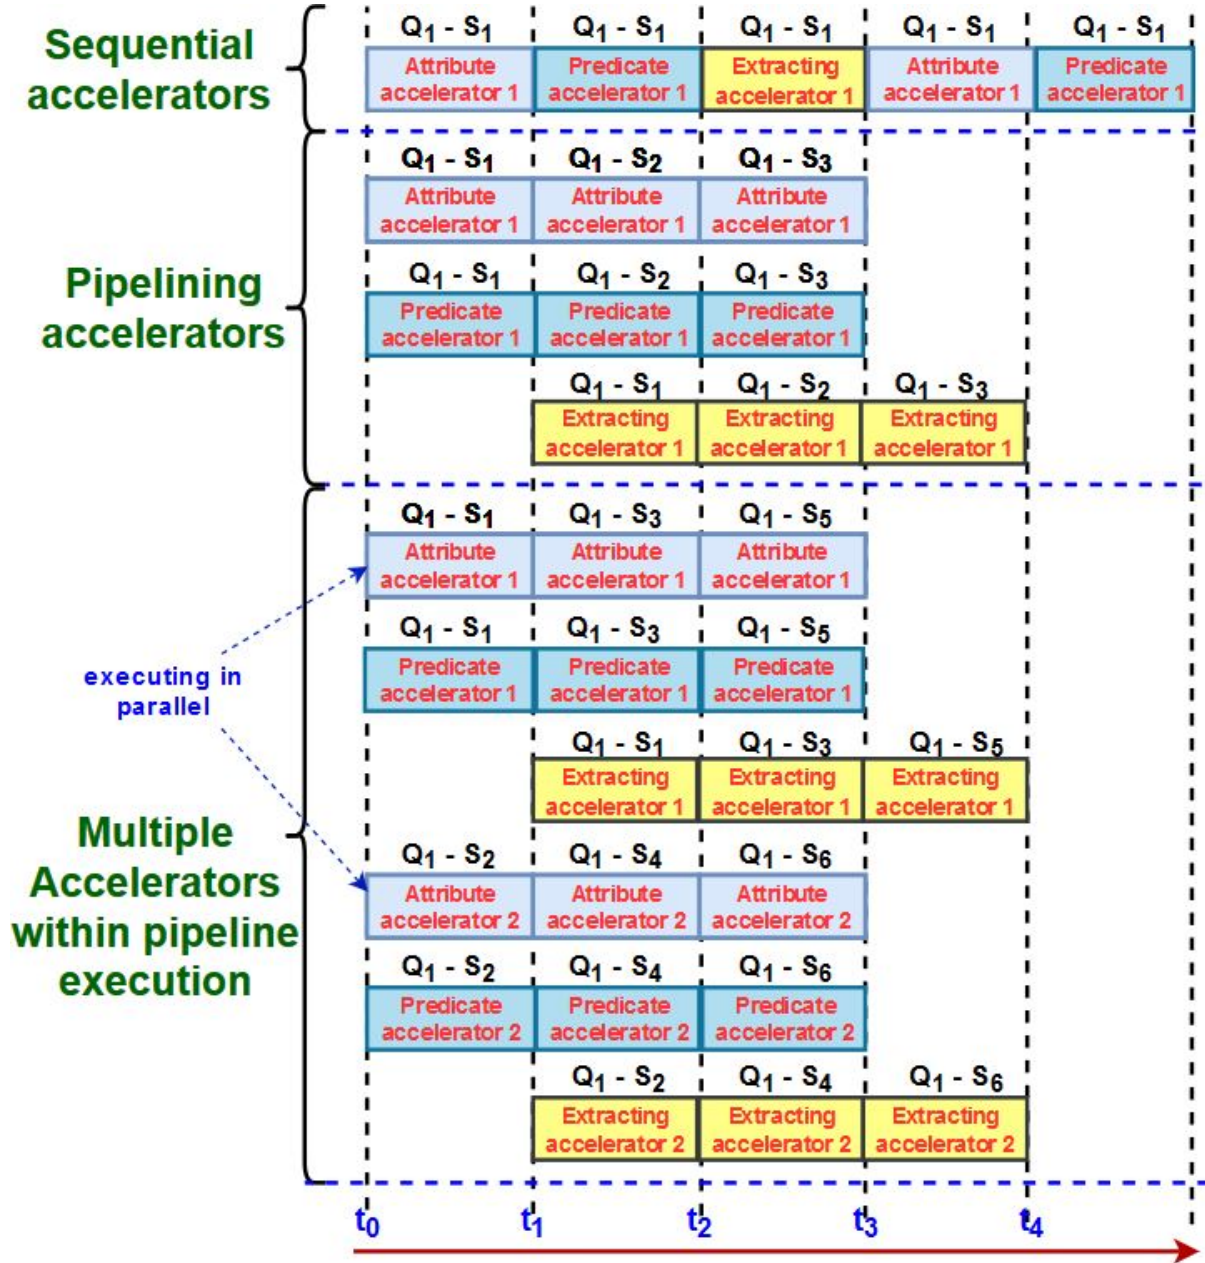 Sequential
accelerators
Q1 - S1 Q1 - S1 Q1 - S1 Q1 - S1 Q1 - S1
Attribute Predicate Extracting Attribute Predicate
accelerator 1 accelerator 1 accelerator 1 accelerator 1 accelerator 1
Pipelining
accelerators
Q1 - S1 Q1 - S2 Q1 - S3
Attribute Attribute Attribute
accelerator 1 accelerator 1 accelerator 1
Q1 - S1 Q1 - S2 Q1 - S3
Predicate Predicate Predicate
accelerator 1 accelerator 1 accelerator 1
Q1 - S1 Q1 - S2 Q1 - S3
Extracting Extracting Extracting
accelerator 1 accelerator 1 accelerator 1
Multiple
Accelerators
within pipeline
execution
executing in
parallel
Q1 - S1 Q1 - S3 Q1 - S5
Attribute Attribute Attribute
accelerator 1 accelerator 1 accelerator 1
Q1 - S1 Q1 - S3 Q1 - S5
Predicate Predicate Predicate
accelerator 1 accelerator 1 accelerator 1
Q1 - S1 Q1 - S3 Q1 - S5
Extracting Extracting Extracting
accelerator 1 accelerator 1 accelerator 1
Q1 - S2 Q1 - S4 Q1 - S6
Attribute Attribute Attribute
accelerator 2 accelerator 2 accelerator 2
Q1 - S2 Q1 - S4 Q1 - S6
Predicate Predicate Predicate
accelerator 2 accelerator 2 accelerator 2
Q1 - S2 Q1 - S4 Q1 - S6
Extracting Extracting Extracting
accelerator 2 accelerator 2 accelerator 2
t0 t1 t2 t3 t4